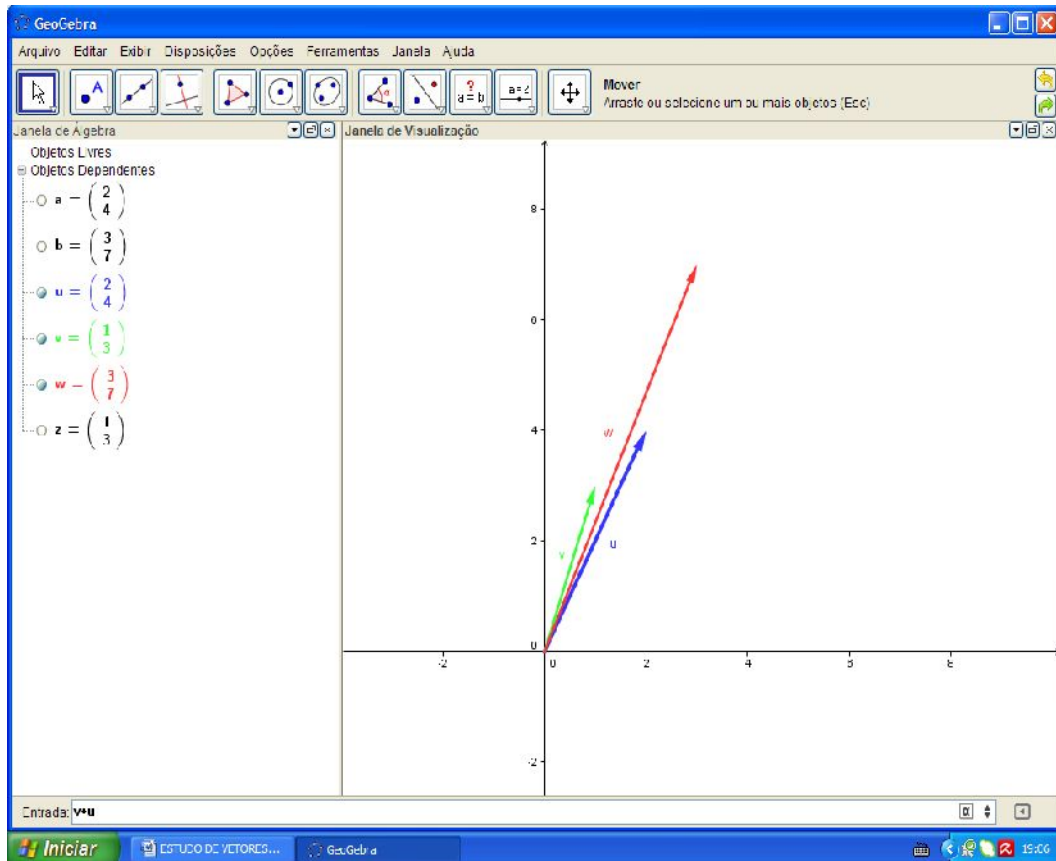 GeoGebra
Arquivo Editar Exibir Disposições Opções Ferramentas Janela Ajuda
A
α
?
a=b
a=2
Mover
Arraste ou selecione um ou mais objetos (Esc)
Janela de Álgebra
Janela de Visualização
Objetos Livres
Objetos Dependentes
a = (2 4)
b = (3 7)
u = (2 4)
v = (1 3)
w = (3 7)
z = (1 3)
8
6
4
2
0
-2
-2 0 2 4 6 8
w
v
u
Entrada: v+u
α
Iniciar
ESTUDO DE VETORES...
GeoGebra
19:06